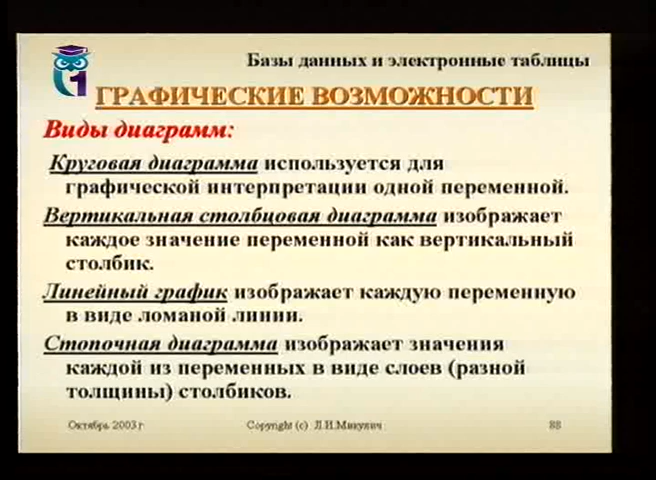 Базы данных и электронные таблицы
1
ГРАФИЧЕСКИЕ ВОЗМОЖНОСТИ
Виды диаграмм:
Круговая диаграмма используется для
графической интерпретации одной переменной.
Вертикальная столбцовая диаграмма изображает
каждое значение переменной как вертикальный
столбик.
Линейный график изображает каждую переменную
в виде ломаной линии.
Стопочная диаграмма изображает значения
каждой из переменных в виде слоев (разной
толщины) столбиков.
Октябрь 2003 г
Copyright (c) Л.И.Микулич
88